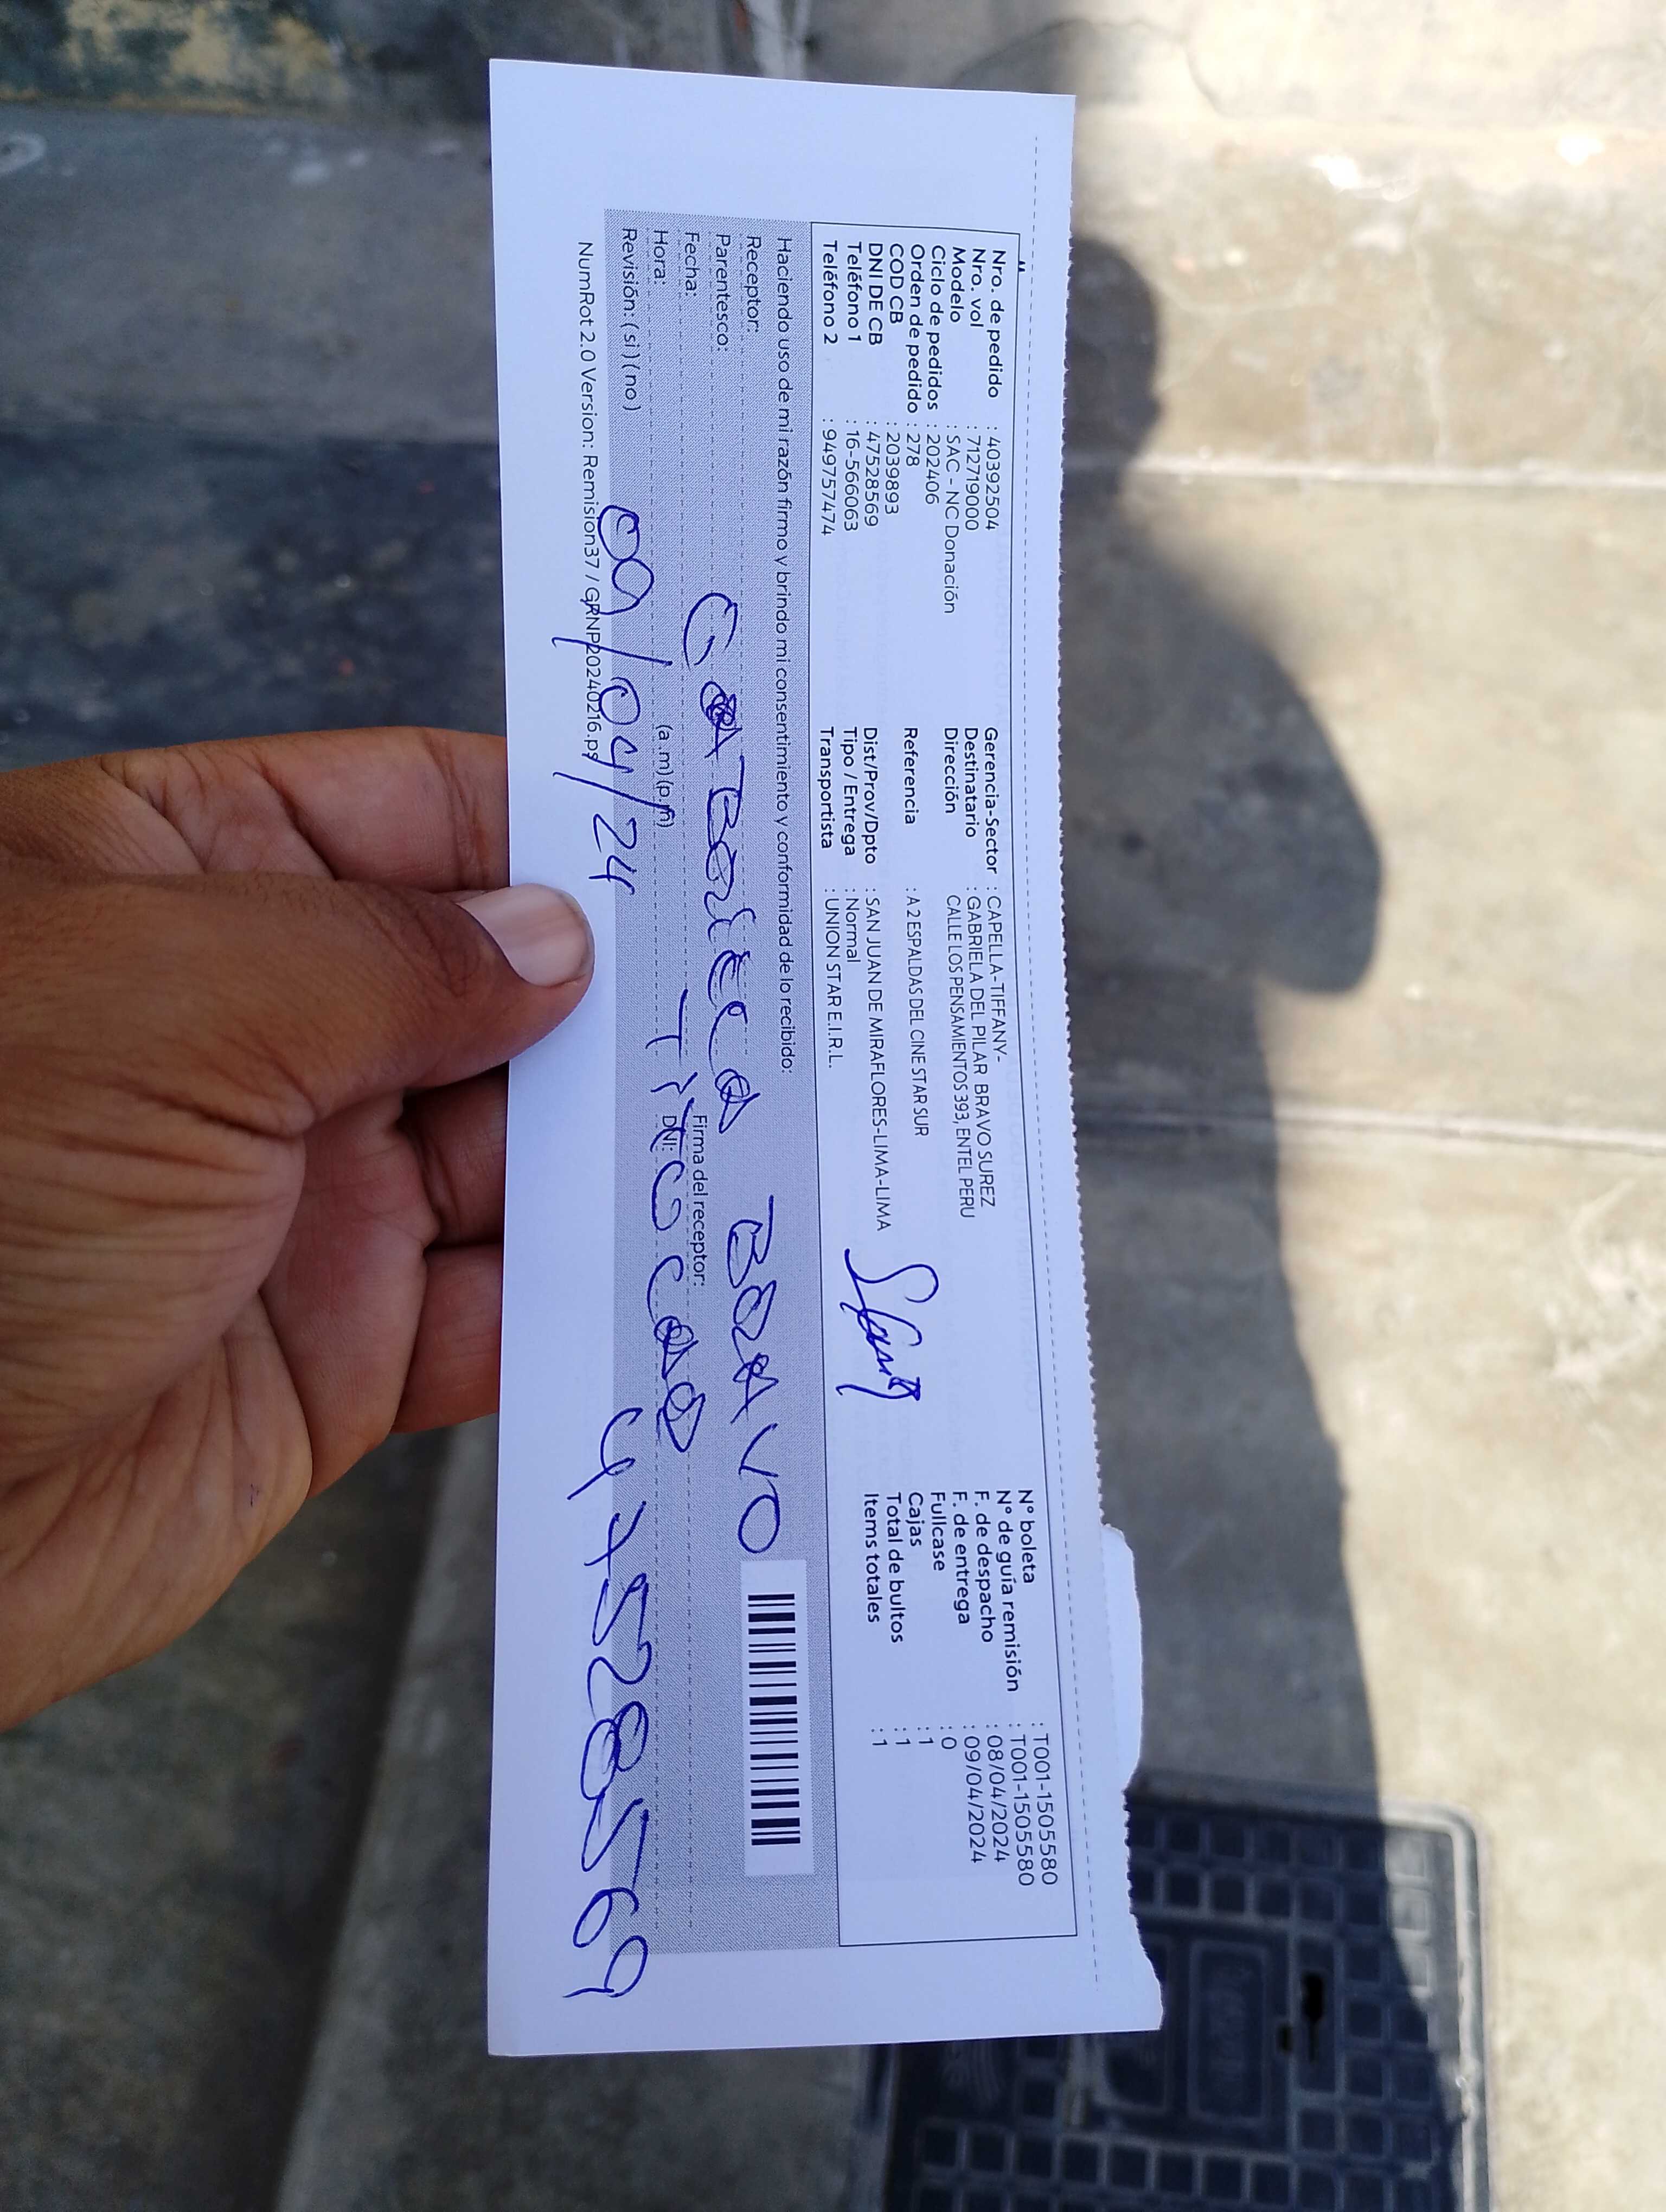 Nro. de pedido : 40392504
Nro. vol : 712719000
Modelo : SAC - NC Donación
Ciclo de pedidos : 202406
Orden de pedido : 278
COD CB : 2039893
DNI DE CB : 47528569
Teléfono 1 : 16-566063
Teléfono 2 : 949757474
Gerencia-Sector : CAPELLA-TIFFANY-
Destinatario : GABRIELA DEL PILAR BRAVO SUREZ
Dirección CALLE LOS PENSAMIENTOS 393, ENTEL PERU
Referencia : A 2 ESPALDAS DEL CINE STAR SUR
Dist/Prov/Dpto : SAN JUAN DE MIRAFLORES-LIMA-LIMA
Tipo / Entrega : Normal
Transportista : UNION STAR E.I.R.L.
N° boleta : T001-1505580
N° de guía remisión : T001-1505580
F. de despacho : 08/04/2024
F. de entrega : 09/04/2024
Fullcase : 0
Cajas : 1
Total de bultos : 1
Items totales : 1
Haciendo uso de mi razón firmo y brindo mi consentimiento y conformidad de lo recibido:
Receptor:
GABRIELA BRAVO
Parentesco:
Fecha:
Firma del receptor:
Hora: (a .m) (p.m) DNI:
TITULAR
Revisión: (si) (no)
09/04/24 47528569
NumRot 2.0 Version: Remision37 / GRNP20240216.ps